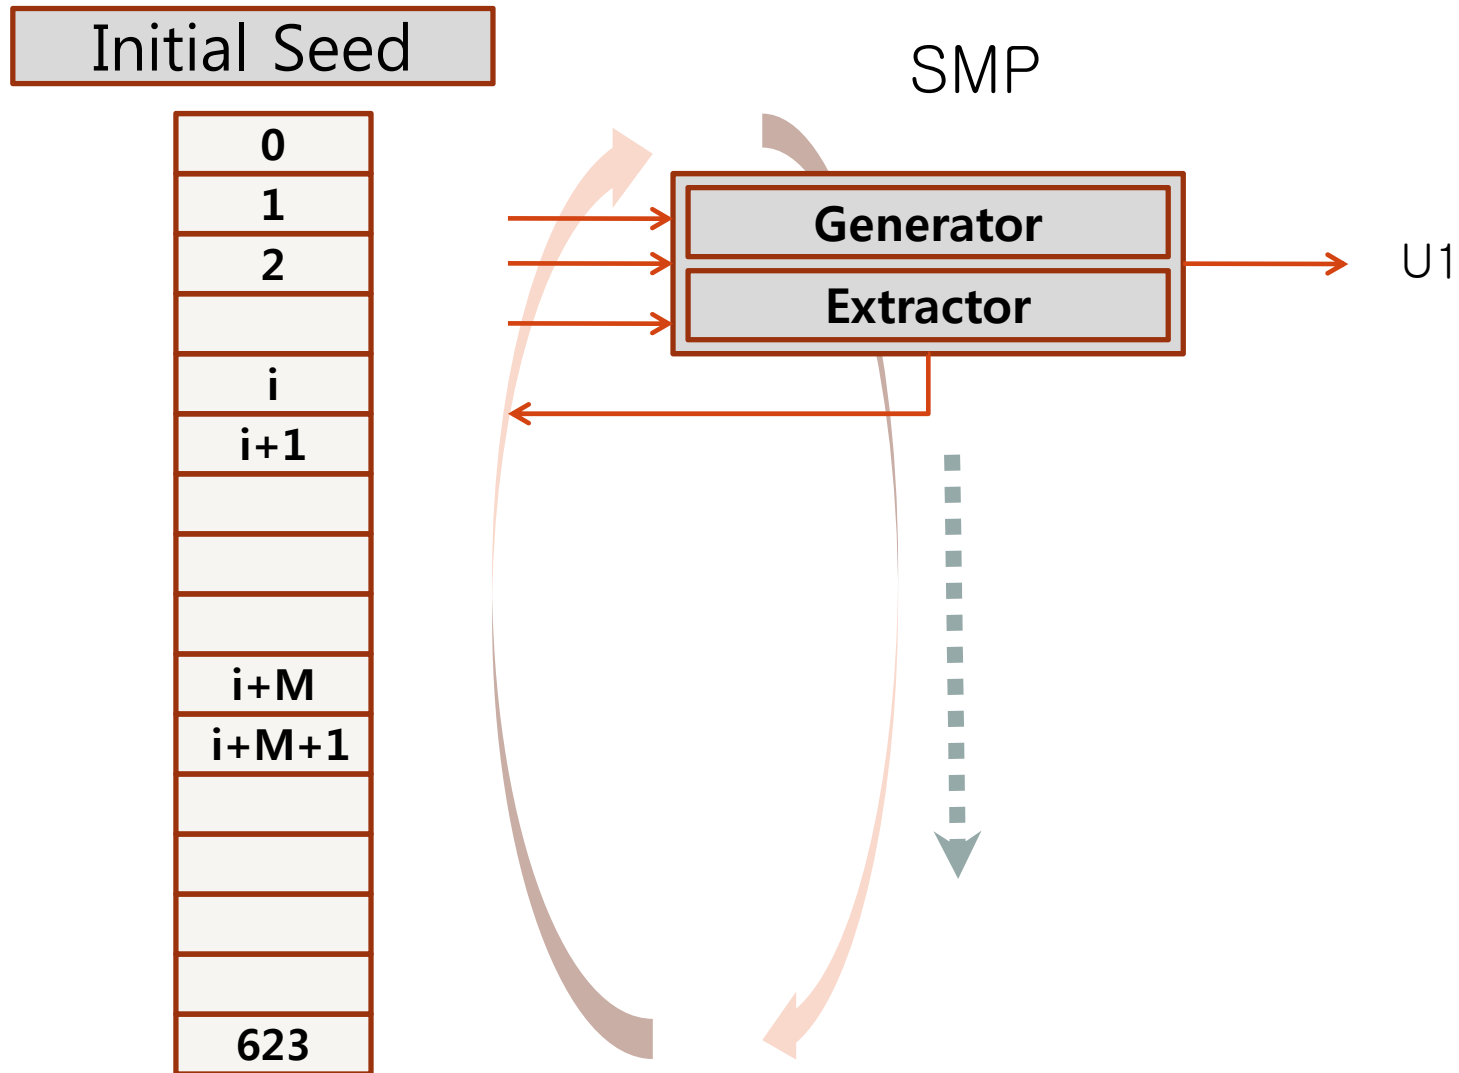 Initial Seed
SMP
0
1
2
i
i+1
i+M
i+M+1
623
Generator
Extractor
U1